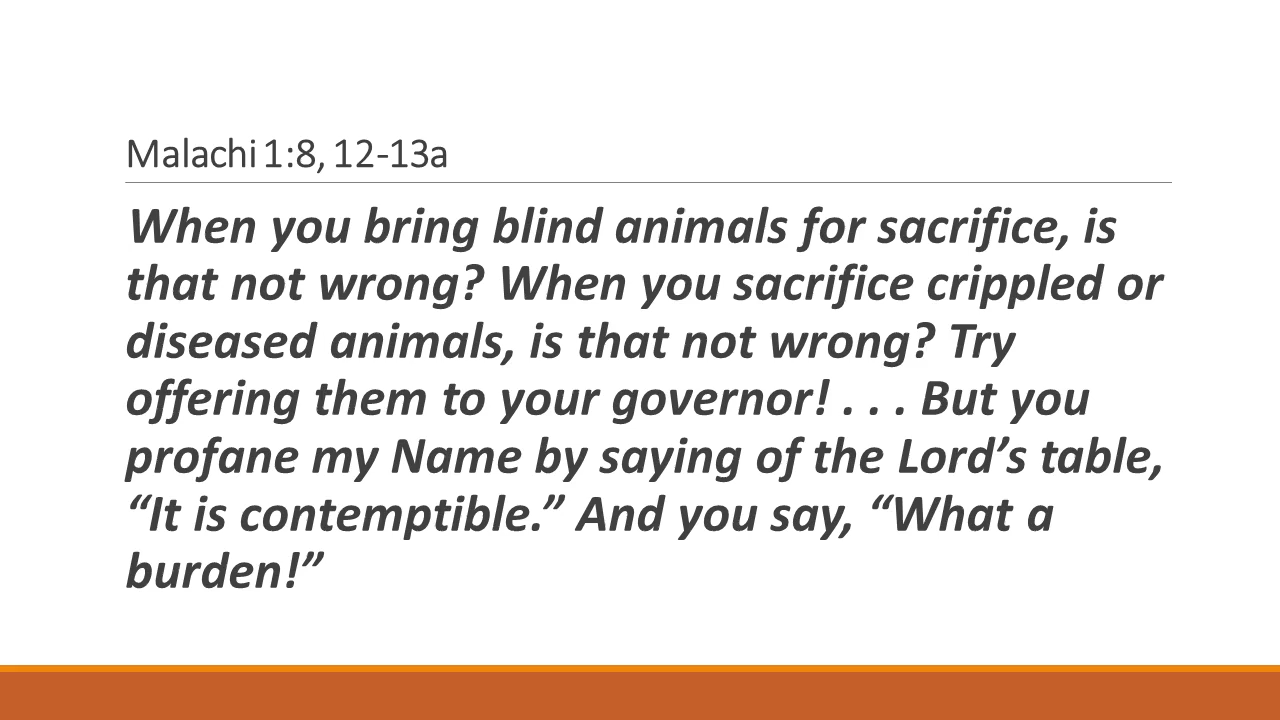 Malachi 1:8, 12-13a
When you bring blind animals for sacrifice, is
that not wrong? When you sacrifice crippled or
diseased animals, is that not wrong? Try
offering them to your governor! . . . But you
profane my Name by saying of the Lord’s table,
“It is contemptible.” And you say, “What a
burden!”